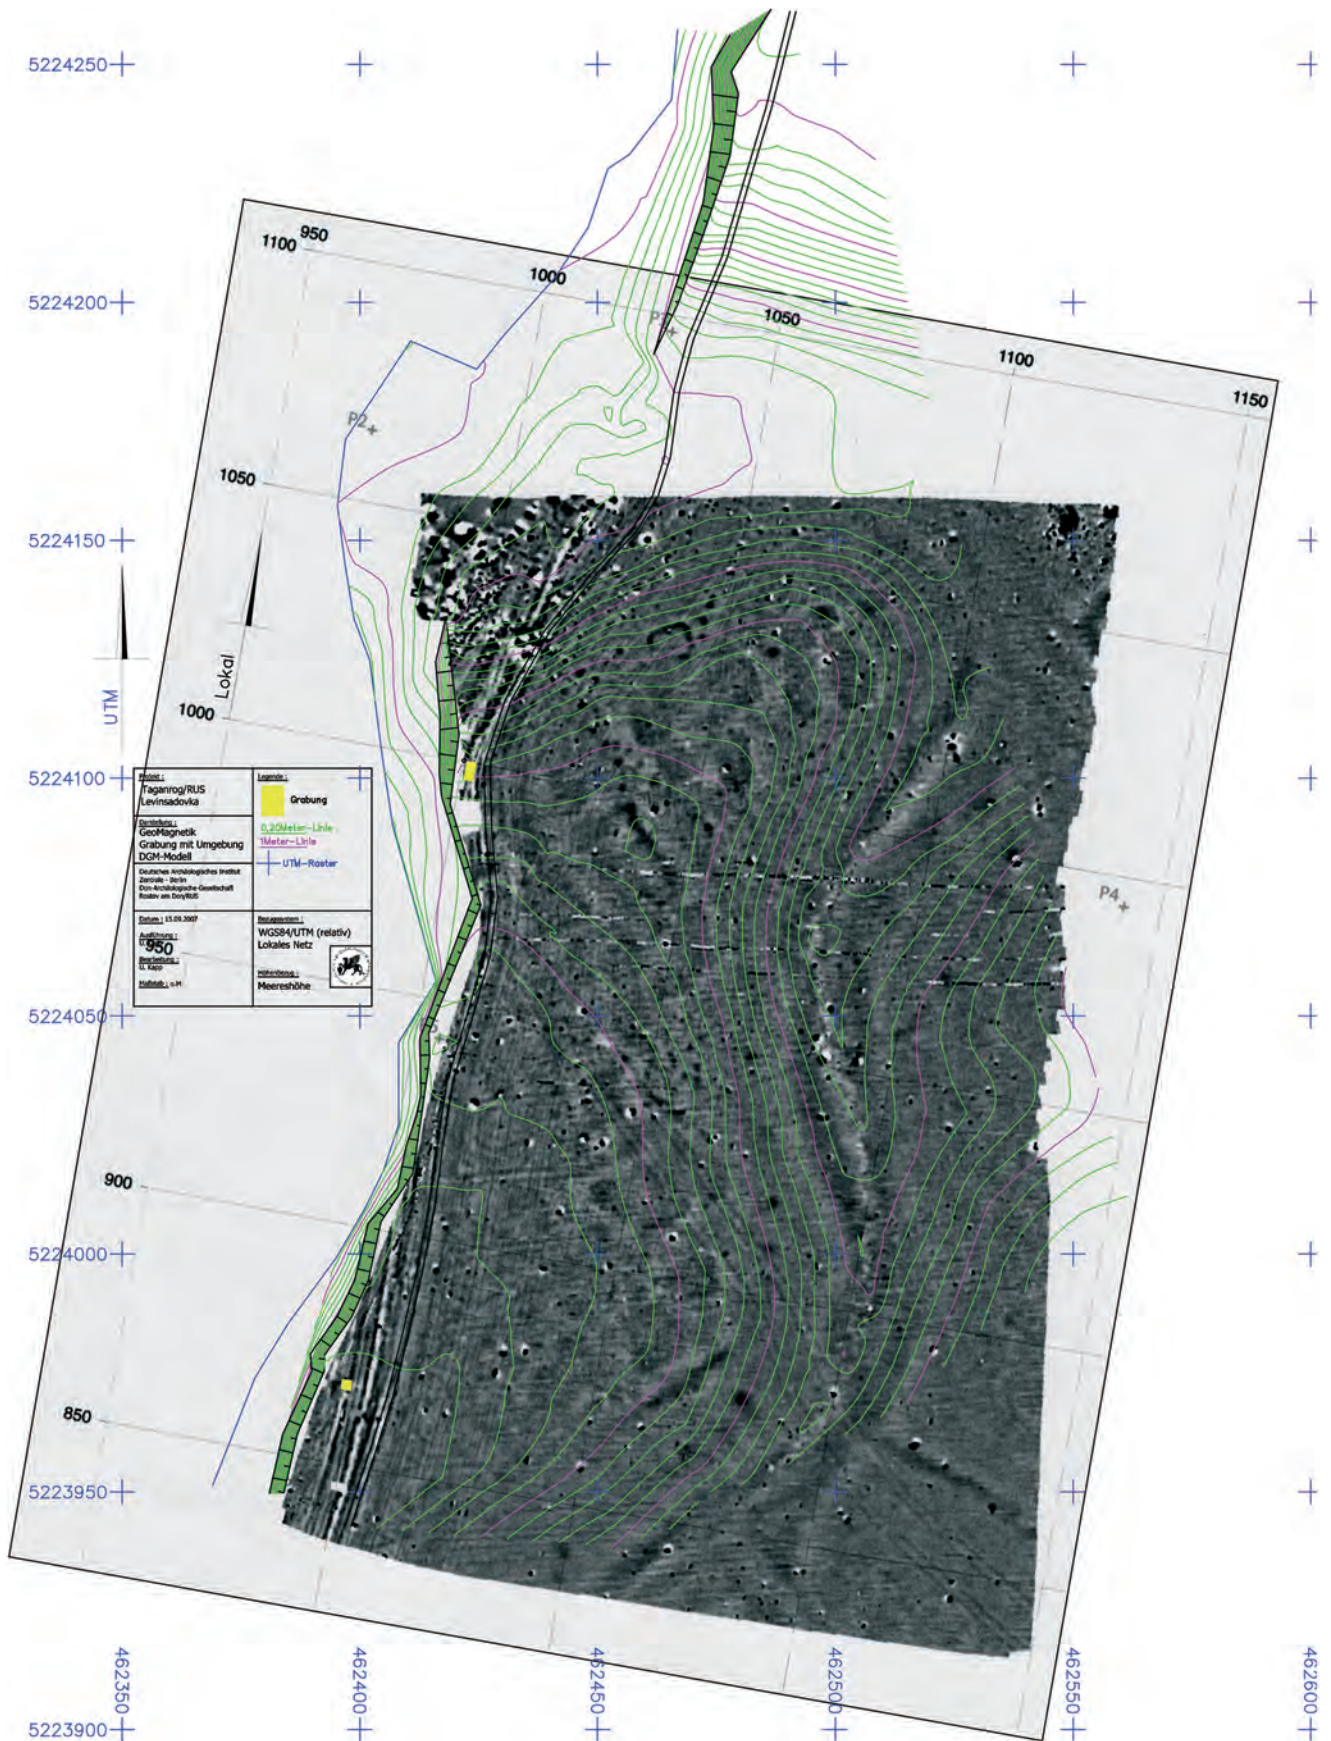 5224250
5224200
5224150
5224100
5224050
5224000
5223950
5223900
462350
462400
462450
462500
462550
462600
UTM
Lokal
1100
950
1000
1050
1100
1150
1050
1000
950
900
850
P2
P4
Projekt :
Taganrog/RUS
Levinsadovka
Darstellung :
GeoMagnetik
Grabung mit Umgebung
DGM-Modell
Deutsches Archäologisches Institut
Zentrale - Berlin
Don-Archäologische Gesellschaft
Rostov am Don/RUS
Datum : 15.09.2007
Ausführung :
Bearbeitung :
U. Kapp
Maßstab : o.M
Legende :
Grabung
0,20Meter-Linie
1Meter-Linie
UTM-Raster
Bezugssystem :
WGS84/UTM (relativ)
Lokales Netz
Höhenbezug :
Meereshöhe